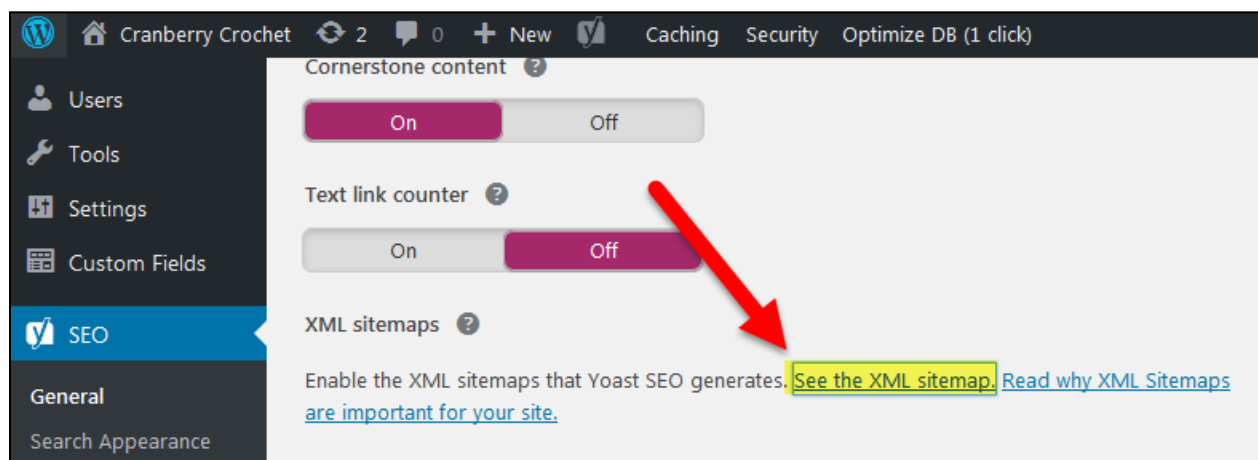 Cranberry Crochet 2 0 + New Caching Security Optimize DB (1 click)
Users
Tools
Settings
Custom Fields
SEO
General
Search Appearance
Cornerstone content ?
On Off
Text link counter ?
On Off
XML sitemaps ?
Enable the XML sitemaps that Yoast SEO generates. See the XML sitemap. Read why XML Sitemaps
are important for your site.